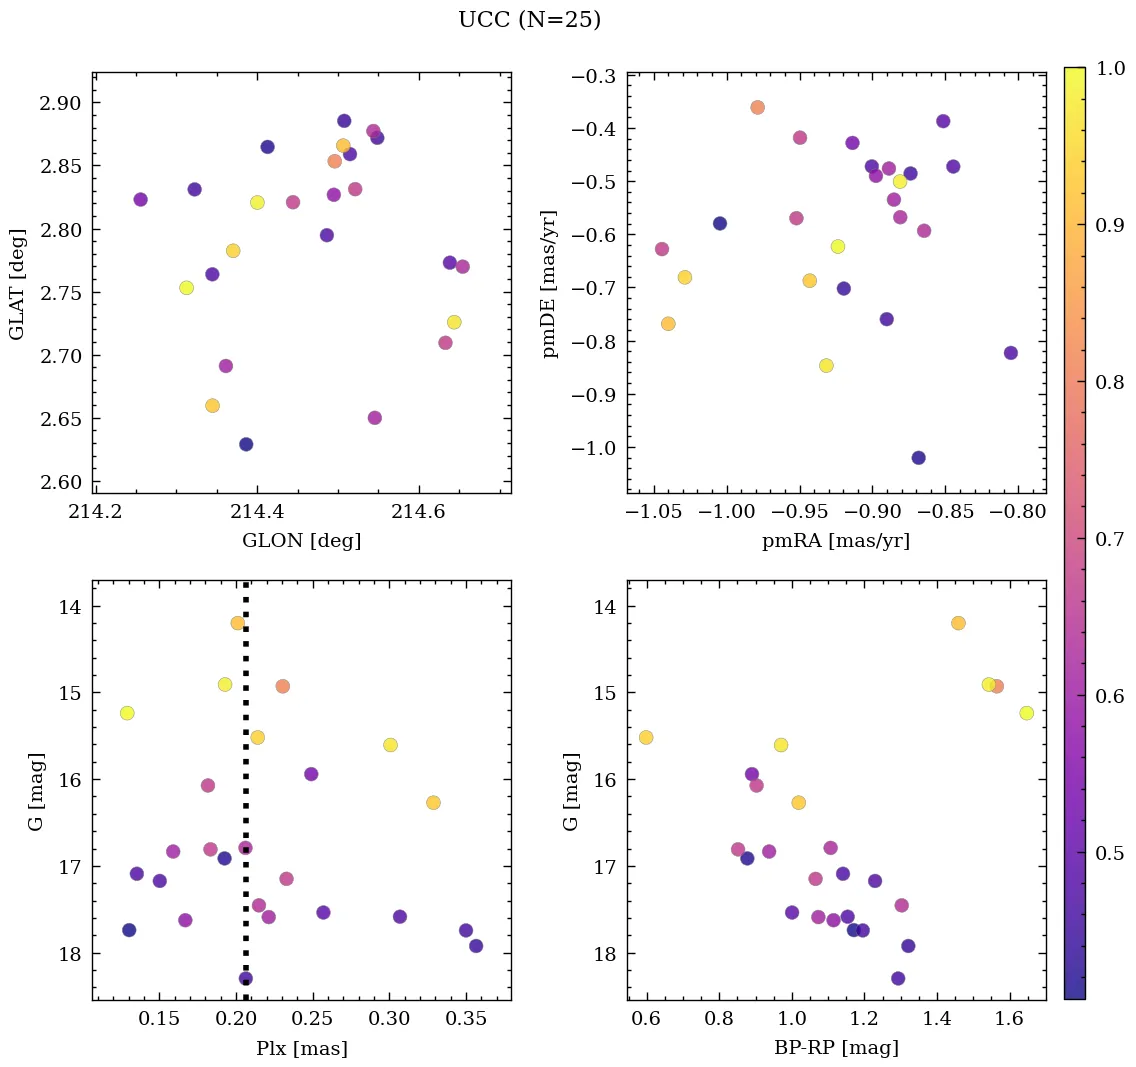 UCC (N=25)
2.90
2.85
2.80
2.75
2.70
2.65
2.60
GLAT [deg]
214.2 214.4 214.6
GLON [deg]
−0.3
−0.4
−0.5
−0.6
−0.7
−0.8
−0.9
−1.0
pmDE [mas/yr]
−1.05 −1.00 −0.95 −0.90 −0.85 −0.80
pmRA [mas/yr]
14
15
16
17
18
G [mag]
0.15 0.20 0.25 0.30 0.35
Plx [mas]
14
15
16
17
18
G [mag]
0.6 0.8 1.0 1.2 1.4 1.6
BP-RP [mag]
1.0
0.9
0.8
0.7
0.6
0.5